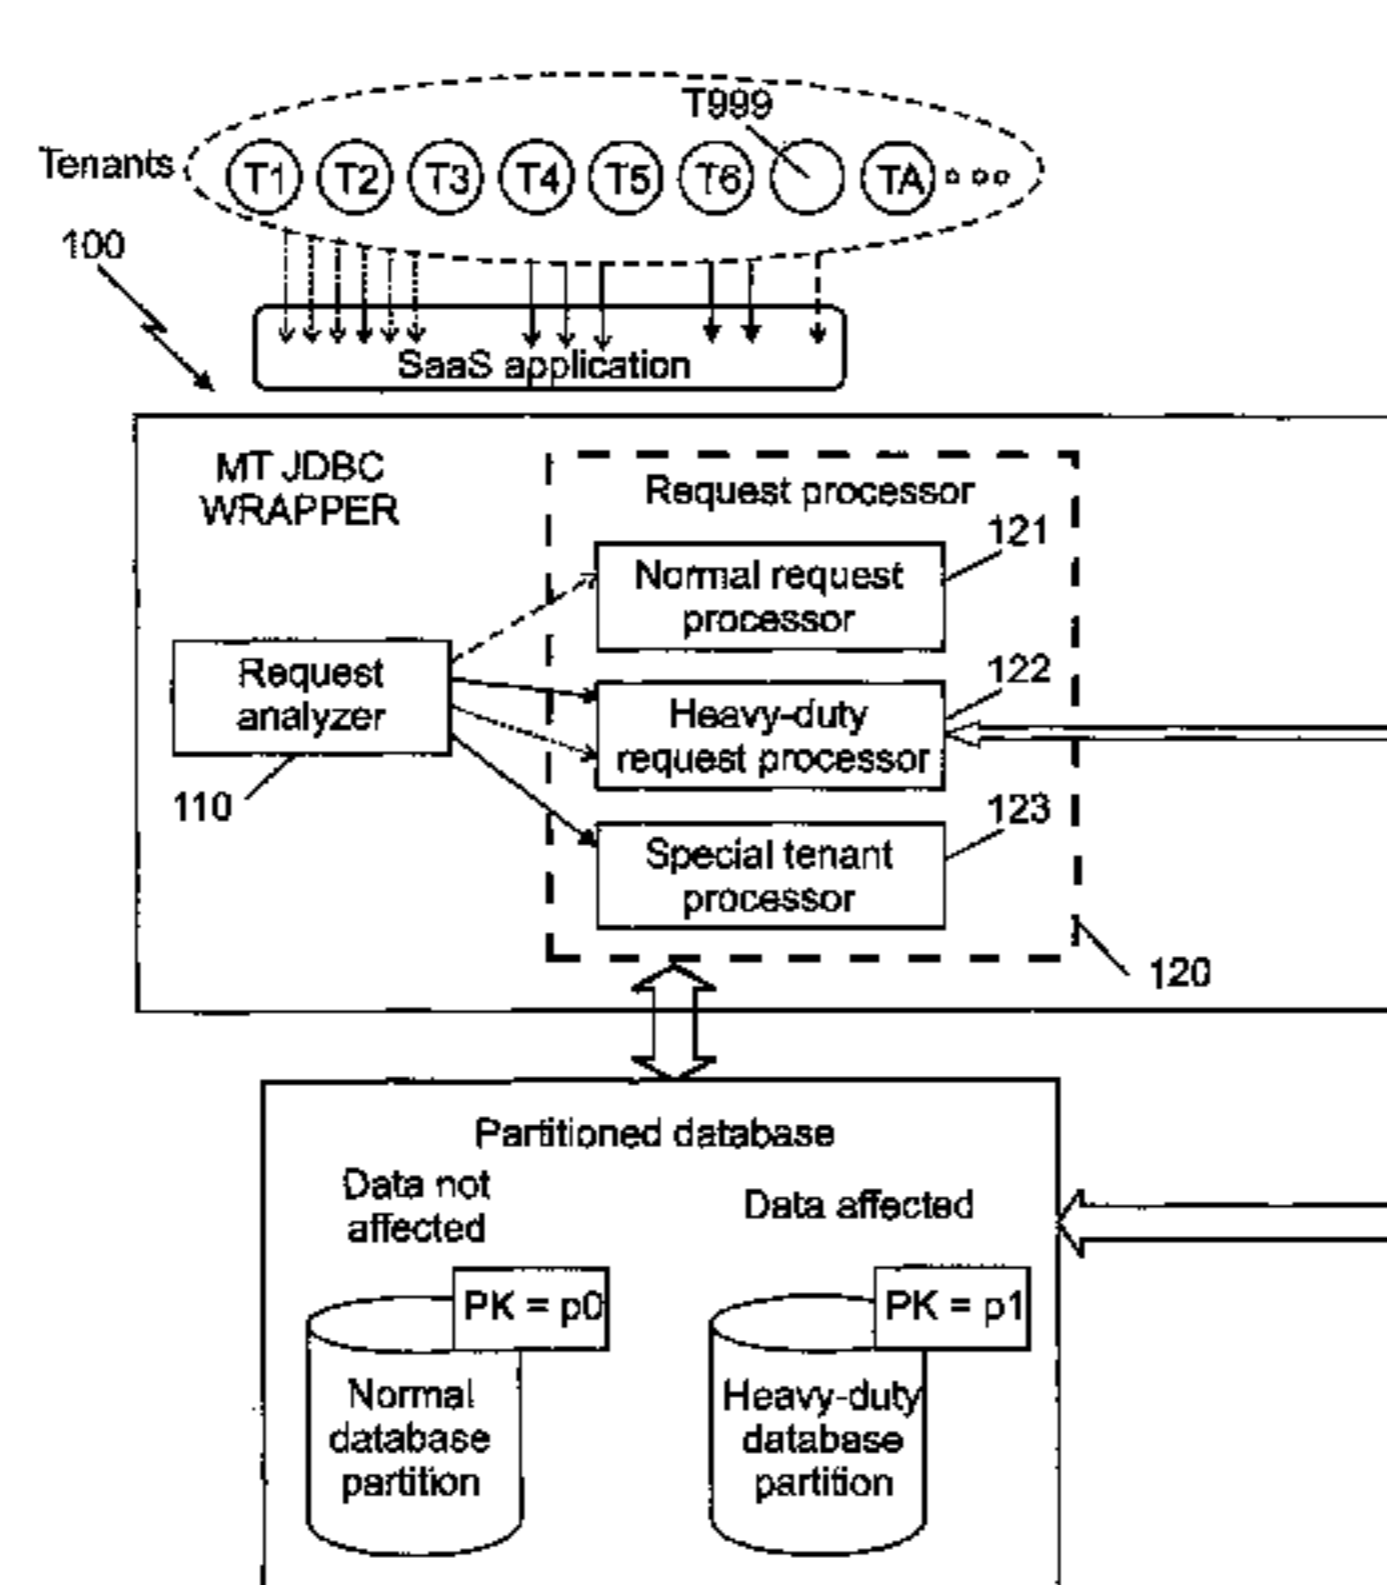 T999
Tenants
T1 T2 T3 T4 T5 T6 TA
100
SaaS application
MT JDBC
WRAPPER
Request processor
121
Normal request
processor
122
Request
analyzer
Heavy-duty
request processor
110
123
Special tenant
processor
120
Partitioned database
Data not
affected
Data affected
PK = p0
PK = p1
Normal
database
partition
Heavy-duty
database
partition